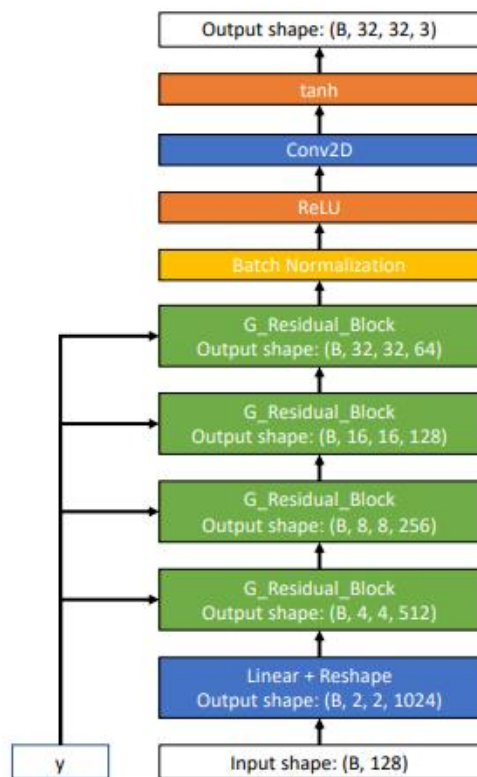 Output shape: (B, 32, 32, 3)
tanh
Conv2D
ReLU
Batch Normalization
G_Residual_Block
Output shape: (B, 32, 32, 64)
G_Residual_Block
Output shape: (B, 16, 16, 128)
G_Residual_Block
Output shape: (B, 8, 8, 256)
G_Residual_Block
Output shape: (B, 4, 4, 512)
Linear + Reshape
Output shape: (B, 2, 2, 1024)
y
Input shape: (B, 128)